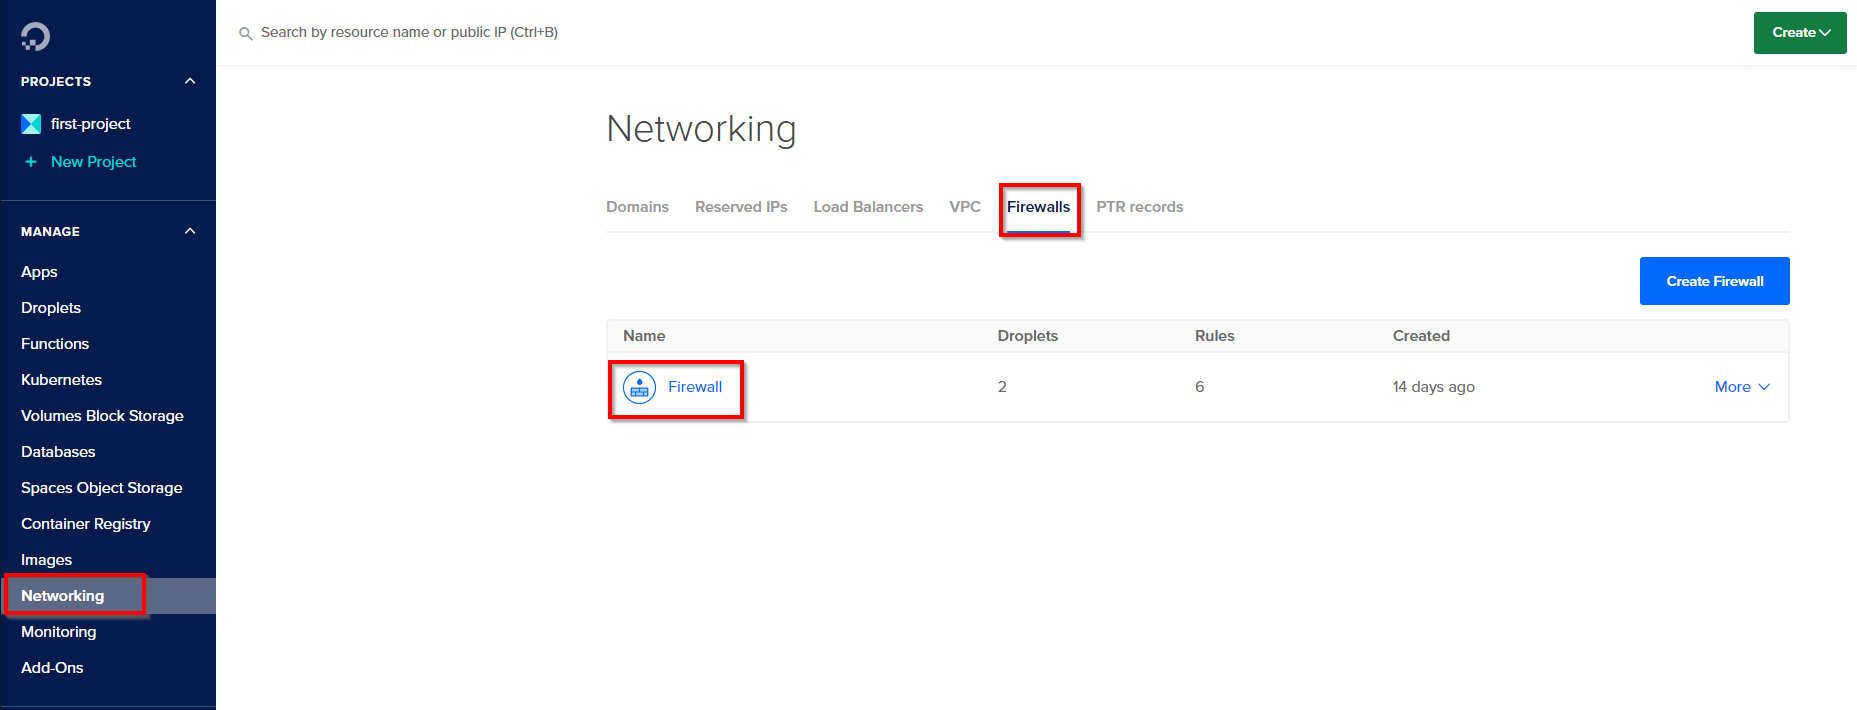 Search by resource name or public IP (Ctrl+B)
Create
PROJECTS
first-project
+ New Project
MANAGE
Apps
Droplets
Functions
Kubernetes
Volumes Block Storage
Databases
Spaces Object Storage
Container Registry
Images
Networking
Monitoring
Add-Ons
Networking
Domains Reserved IPs Load Balancers VPC Firewalls PTR records
Create Firewall
Name Droplets Rules Created
Firewall 2 6 14 days ago More